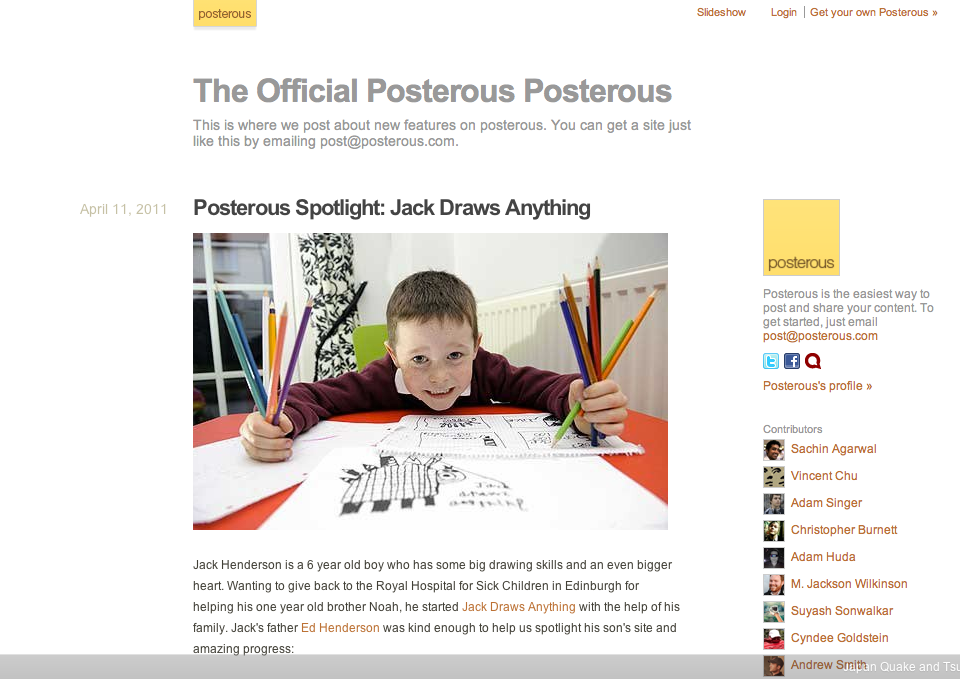 posterous
Slideshow
Login | Get your own Posterous »
The Official Posterous Posterous
This is where we post about new features on posterous. You can get a site just
like this by emailing post@posterous.com.
April 11, 2011
Posterous Spotlight: Jack Draws Anything
Jack
draws
anything
Jack Henderson is a 6 year old boy who has some big drawing skills and an even bigger
heart. Wanting to give back to the Royal Hospital for Sick Children in Edinburgh for
helping his one year old brother Noah, he started Jack Draws Anything with the help of his
family. Jack's father Ed Henderson was kind enough to help us spotlight his son's site and
amazing progress:
posterous
Posterous is the easiest way to
post and share your content. To
get started, just email
post@posterous.com
Posterous's profile »
Contributors
Sachin Agarwal
Vincent Chu
Adam Singer
Christopher Burnett
Adam Huda
M. Jackson Wilkinson
Suyash Sonwalkar
Cyndee Goldstein
Andrew Smith
Japan Quake and Tsu